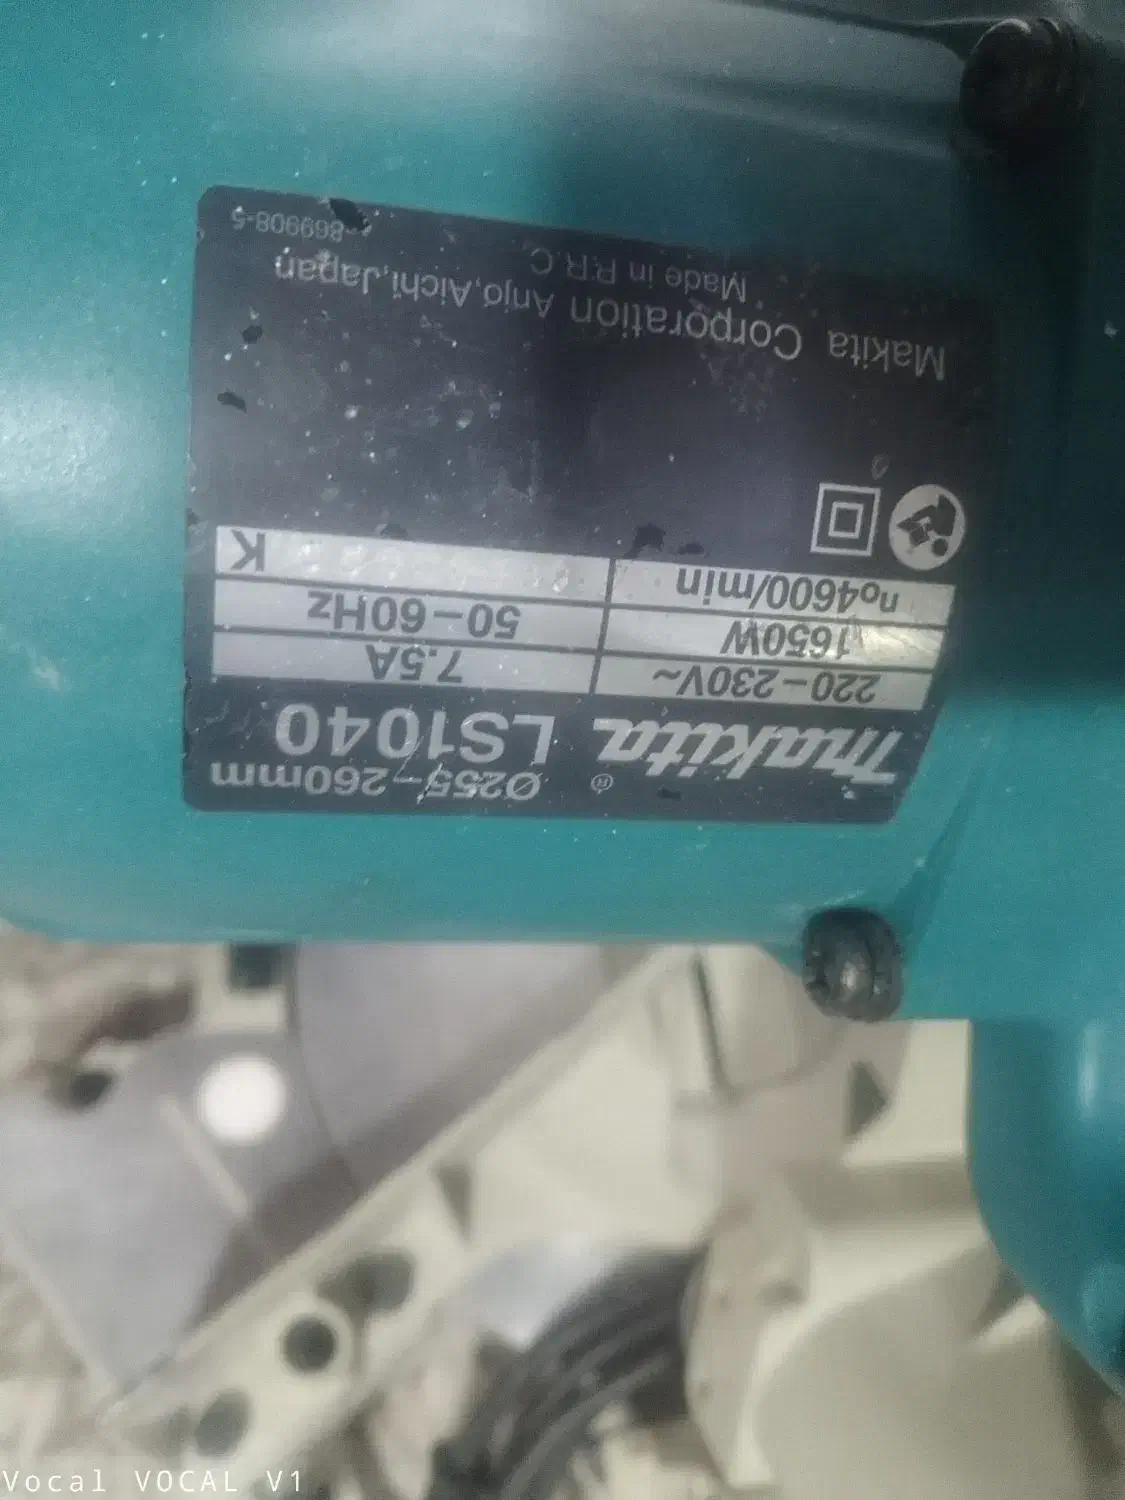 Ø255-260mm
makita® LS1040
220-230V~ 7.5A
1650W 50-60Hz
n₀4600/min K
Makita Corporation Anjo,Aichi,Japan
Made in P.R.C 869908-5
Vocal VOCAL V1